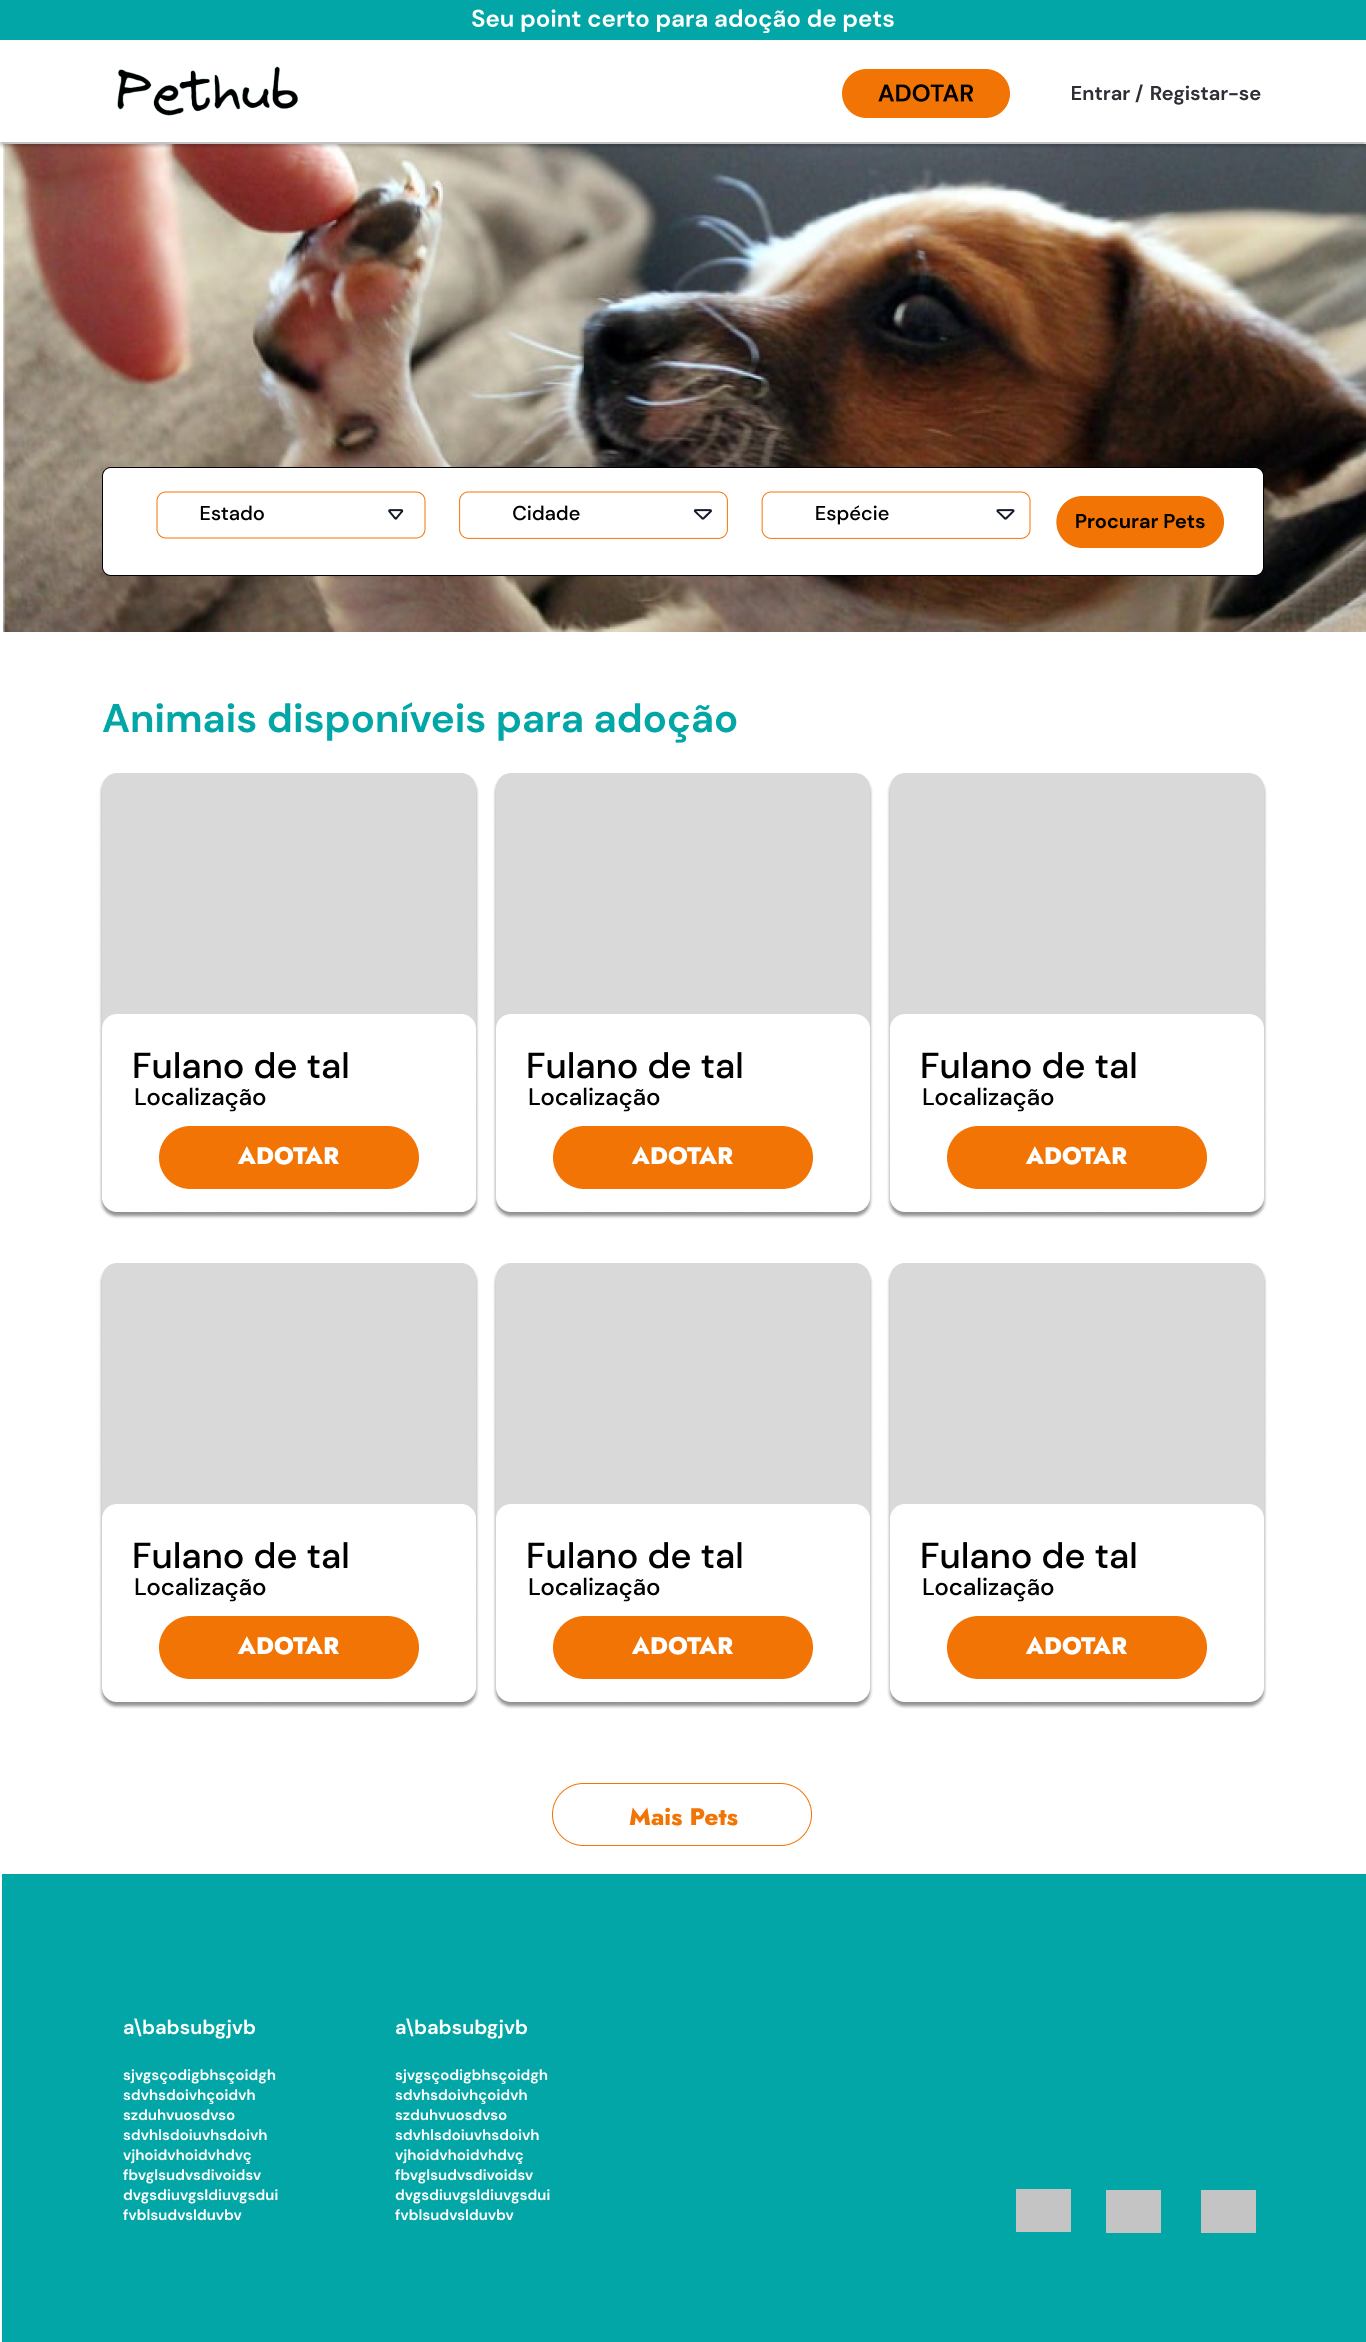 Seu point certo para adoção de pets
Pethub
ADOTAR
Entrar / Registar-se
Estado
Cidade
Espécie
Procurar Pets
Animais disponíveis para adoção
Fulano de tal
Localização
ADOTAR
Fulano de tal
Localização
ADOTAR
Fulano de tal
Localização
ADOTAR
Fulano de tal
Localização
ADOTAR
Fulano de tal
Localização
ADOTAR
Fulano de tal
Localização
ADOTAR
Mais Pets
a\babsubgjvb
sjvgsçodigbhsçoidgh
sdvhsdoivhçoidvh
szduhvuosdvso
sdvhlsdoiuvhsdoivh
vjhoidvhoidvhdvç
fbvglsudvsdivoidsv
dvgsdiuvgsldiuvgsdui
fvblsudvslduvbv
a\babsubgjvb
sjvgsçodigbhsçoidgh
sdvhsdoivhçoidvh
szduhvuosdvso
sdvhlsdoiuvhsdoivh
vjhoidvhoidvhdvç
fbvglsudvsdivoidsv
dvgsdiuvgsldiuvgsdui
fvblsudvslduvbv